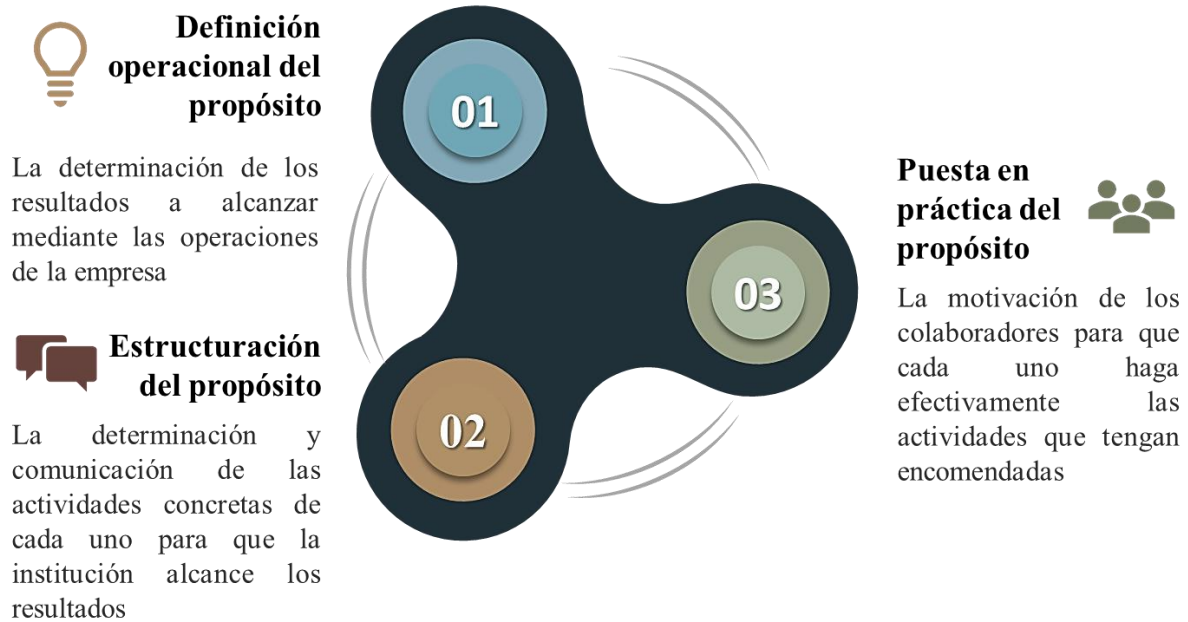 Definición
operacional del
propósito
La determinación de los
resultados a alcanzar
mediante las operaciones
de la empresa
01
Estructuración
del propósito
La determinación y
comunicación de las
actividades concretas de
cada uno para que la
institución alcance los
resultados
02
Puesta en
práctica del
propósito
La motivación de los
colaboradores para que
cada uno haga
efectivamente las
actividades que tengan
encomendadas
03